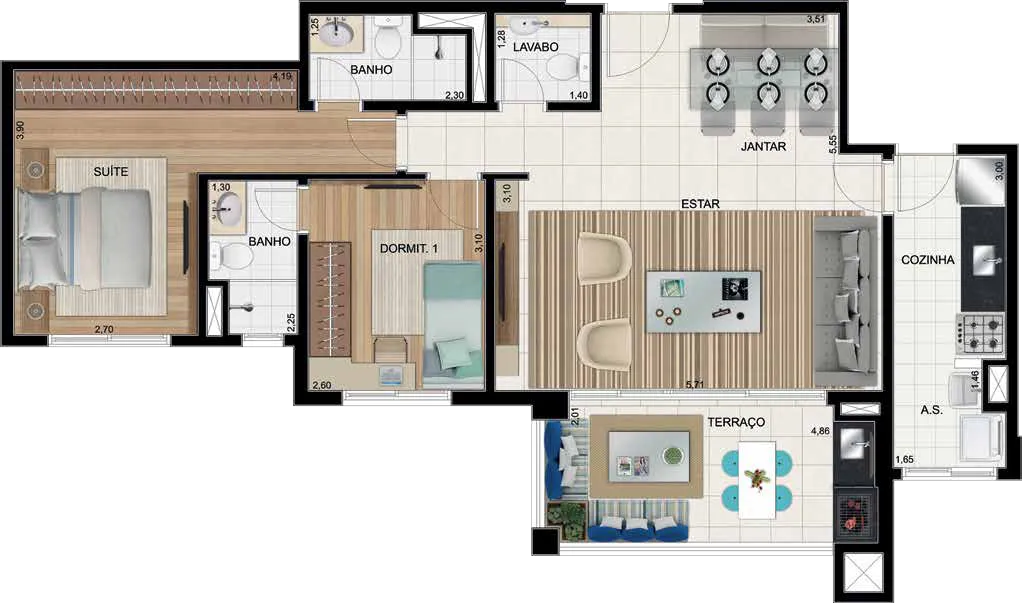 1,25
BANHO
2,30
1,28
LAVABO
1,40
3,51
JANTAR
5,55
4,19
3,90
SUÍTE
2,70
1,30
BANHO
2,25
DORMIT. 1
3,10
2,60
3,10
ESTAR
5,71
3,00
COZINHA
1,46
A.S.
1,65
2,01
TERRAÇO
4,86